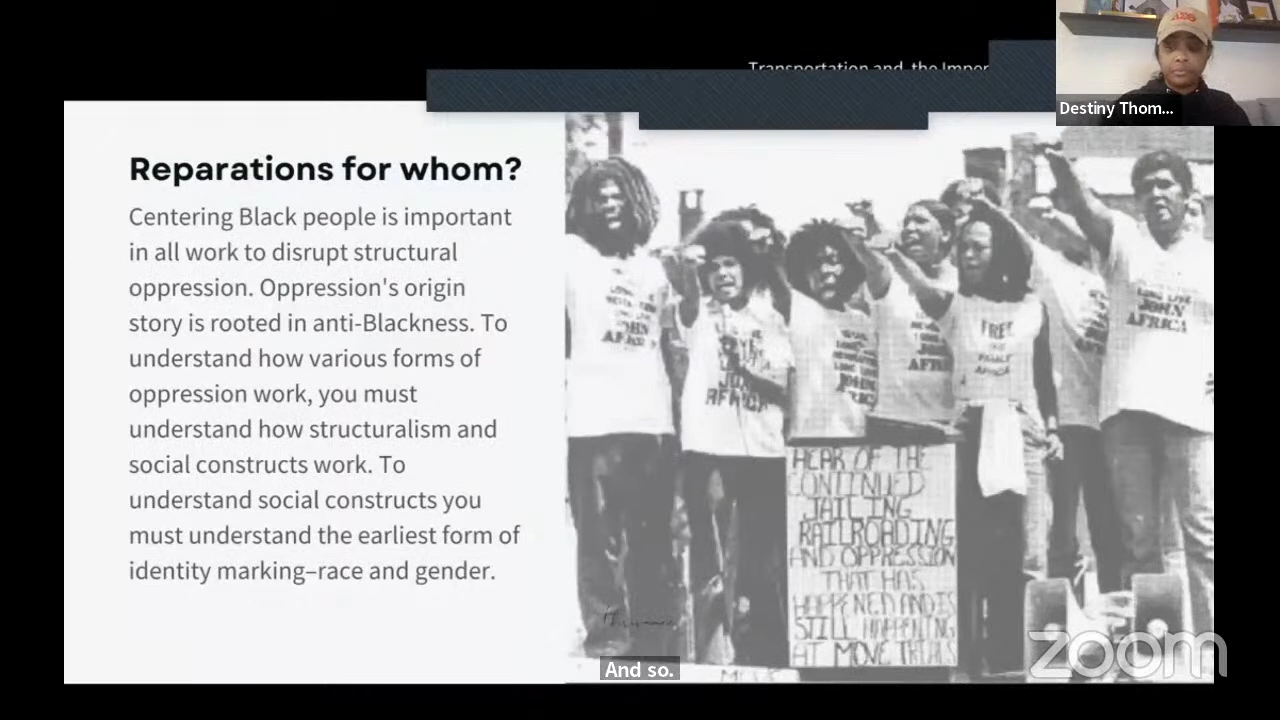 Transportation and the Imper
Destiny Thom...
Reparations for whom?
Centering Black people is important
in all work to disrupt structural
oppression. Oppression's origin
story is rooted in anti-Blackness. To
understand how various forms of
oppression work, you must
understand how structuralism and
social constructs work. To
understand social constructs you
must understand the earliest form of
identity marking–race and gender.
LONG LIVE
JOHN
AFRICA
FREE
AFRICA
HEAR OF THE
CONTINUED
JAILING
RAILROADING
AND OPPRESSION
THAT HAS
HAPPENED AND IS
STILL HAPPENING
AT MOVE TRIALS
And so.
zoom